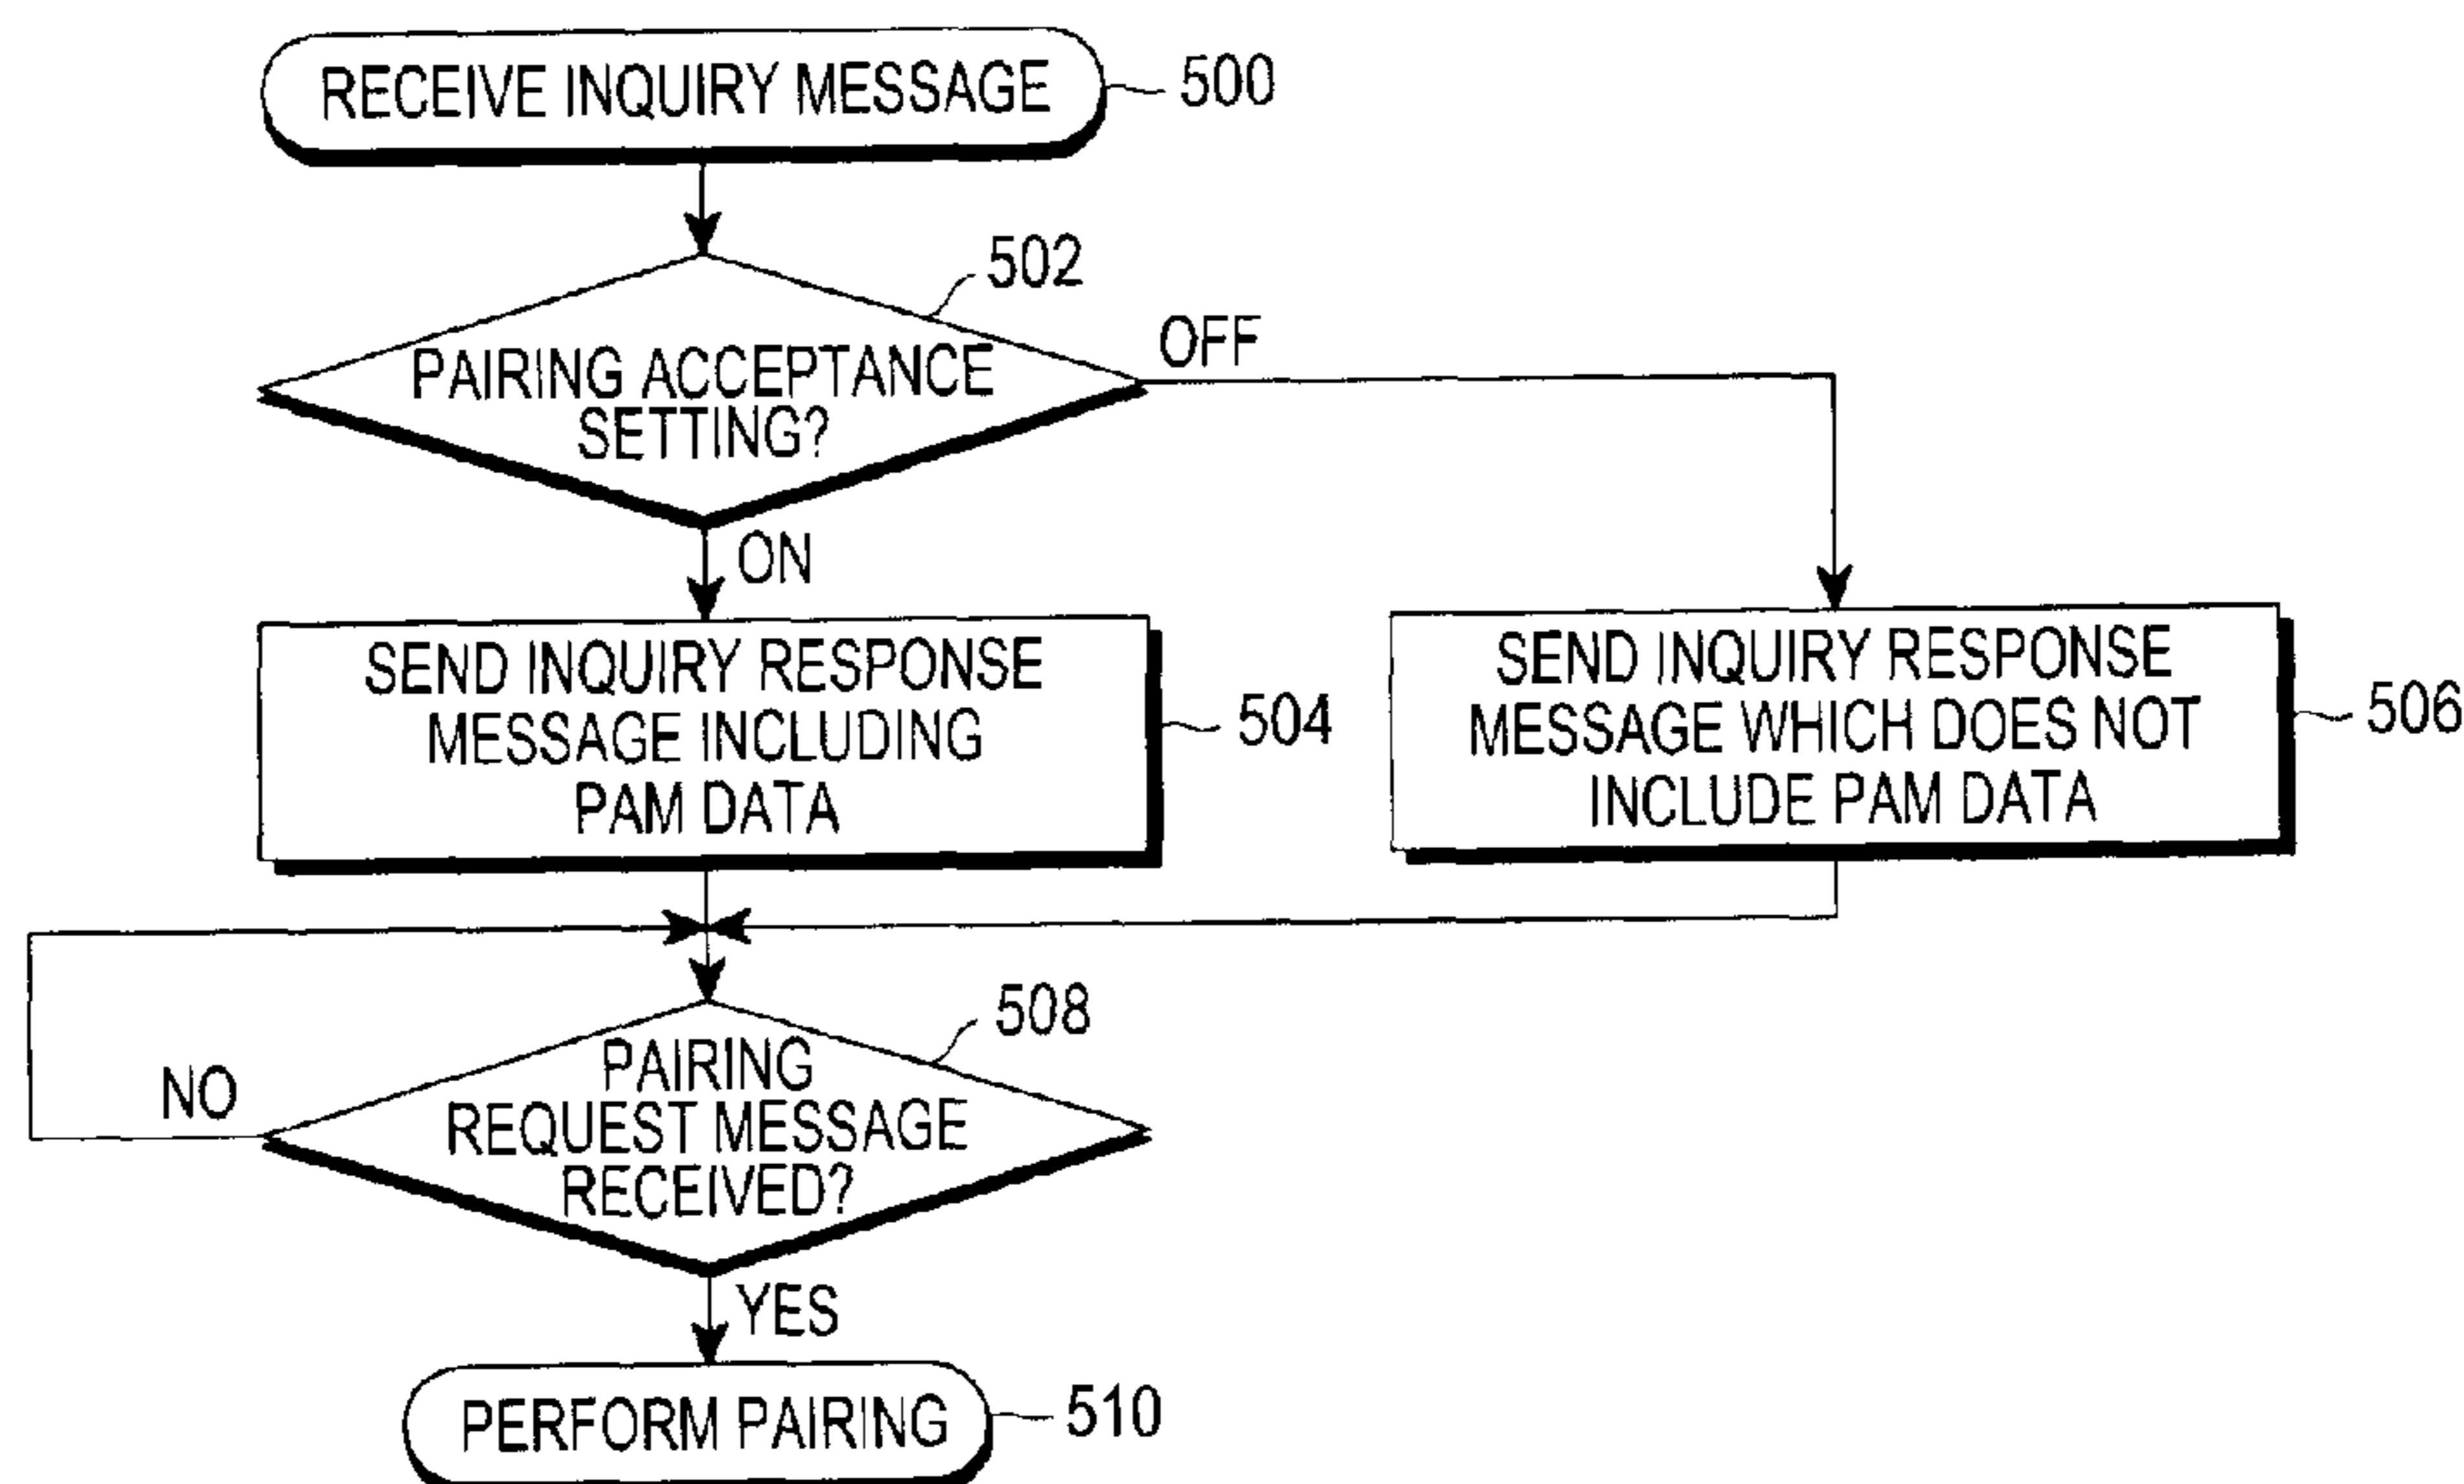 RECEIVE INQUIRY MESSAGE
500
502
PAIRING ACCEPTANCE
SETTING?
OFF
ON
SEND INQUIRY RESPONSE
MESSAGE INCLUDING
PAM DATA
504
SEND INQUIRY RESPONSE
MESSAGE WHICH DOES NOT
INCLUDE PAM DATA
506
508
PAIRING
REQUEST MESSAGE
RECEIVED?
NO
YES
PERFORM PAIRING
510